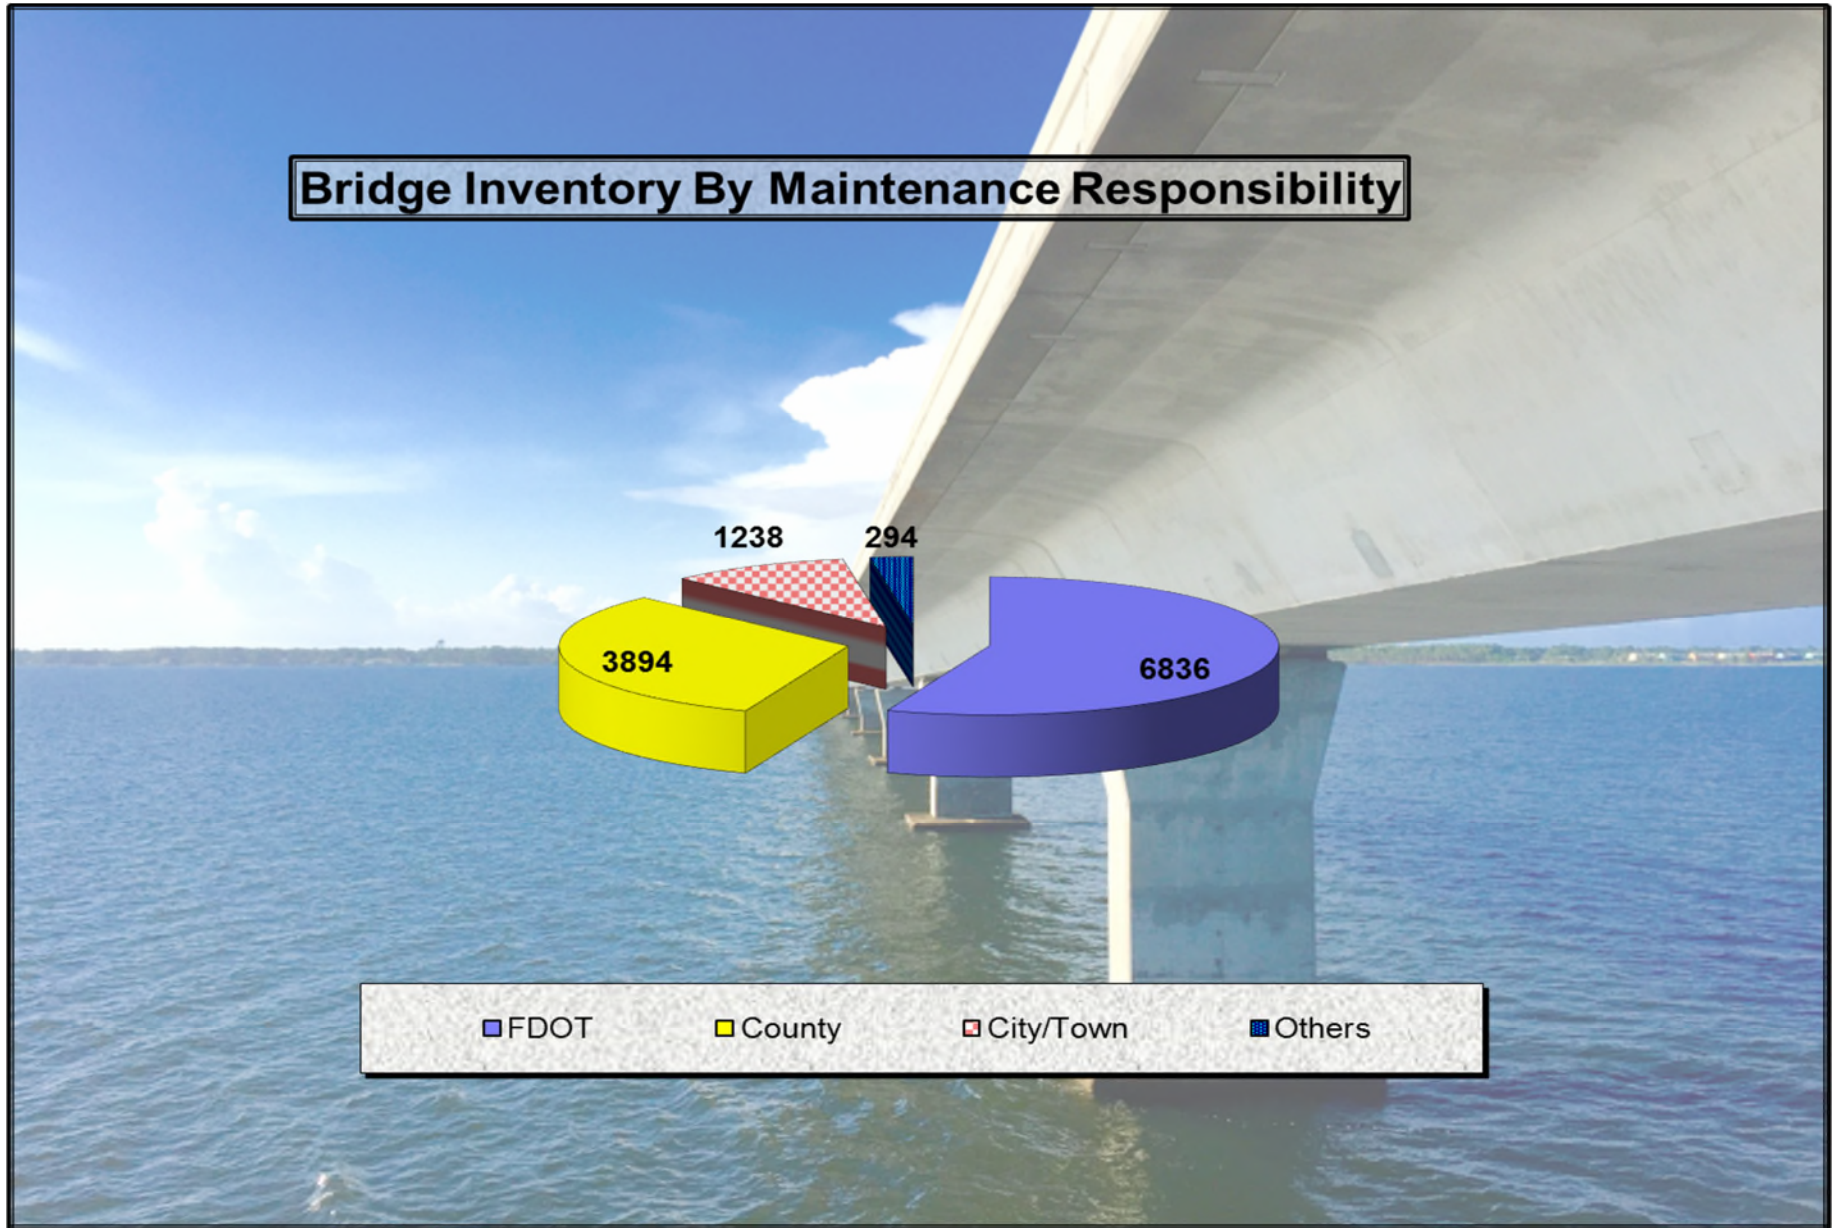 Bridge Inventory By Maintenance Responsibility
1238
294
3894
6836
FDOT
County
City/Town
Others